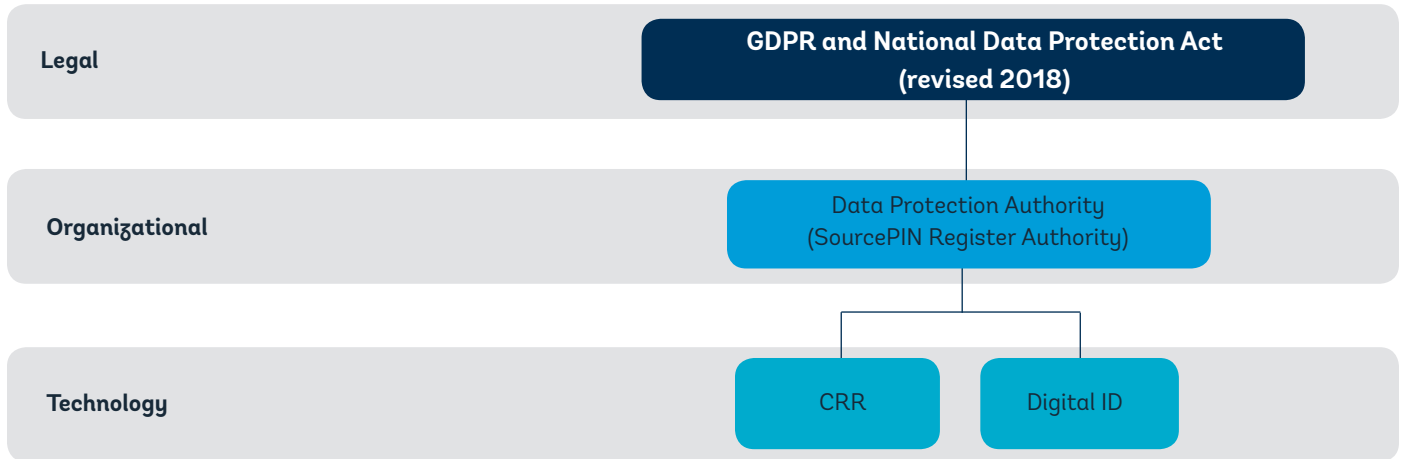 Legal
GDPR and National Data Protection Act
(revised 2018)
Organizational
Data Protection Authority
(SourcePIN Register Authority)
Technology
CRR
Digital ID